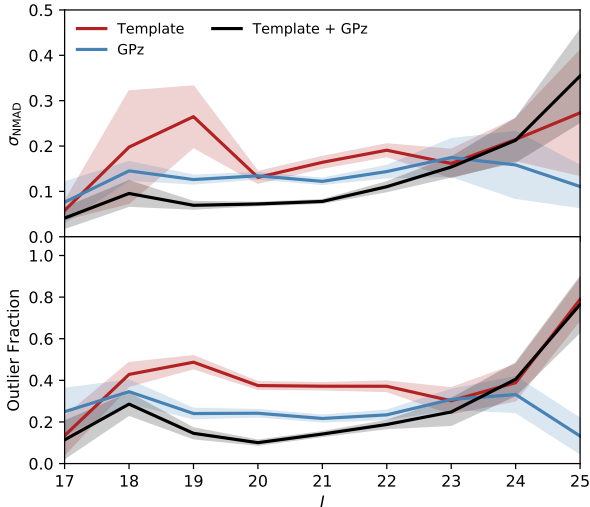 0.5
Template
Template + GPz
GPz
0.4
0.3
σNMAD
0.2
0.1
0.0
1.0
0.8
0.6
Outlier Fraction
0.4
0.2
0.0
17 18 19 20 21 22 23 24 25
I